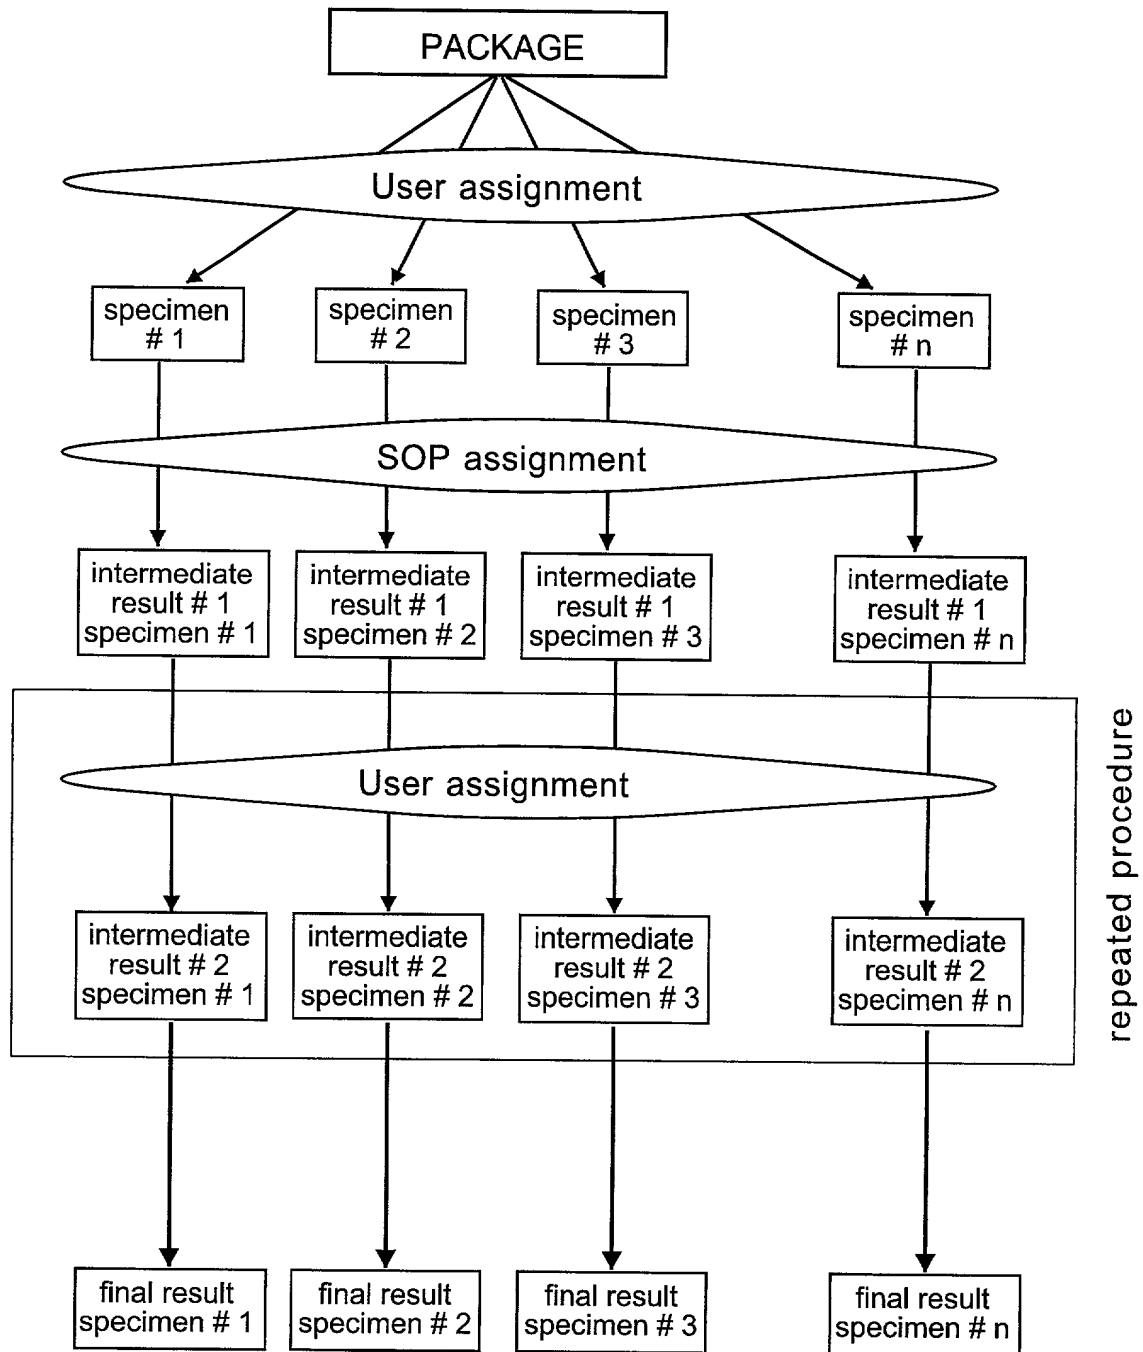 PACKAGE
User assignment
specimen
# 1
specimen
# 2
specimen
# 3
specimen
# n
SOP assignment
intermediate
result # 1
specimen # 1
intermediate
result # 1
specimen # 2
intermediate
result # 1
specimen # 3
intermediate
result # 1
specimen # n
User assignment
intermediate
result # 2
specimen # 1
intermediate
result # 2
specimen # 2
intermediate
result # 2
specimen # 3
intermediate
result # 2
specimen # n
repeated procedure
final result
specimen # 1
final result
specimen # 2
final result
specimen # 3
final result
specimen # n